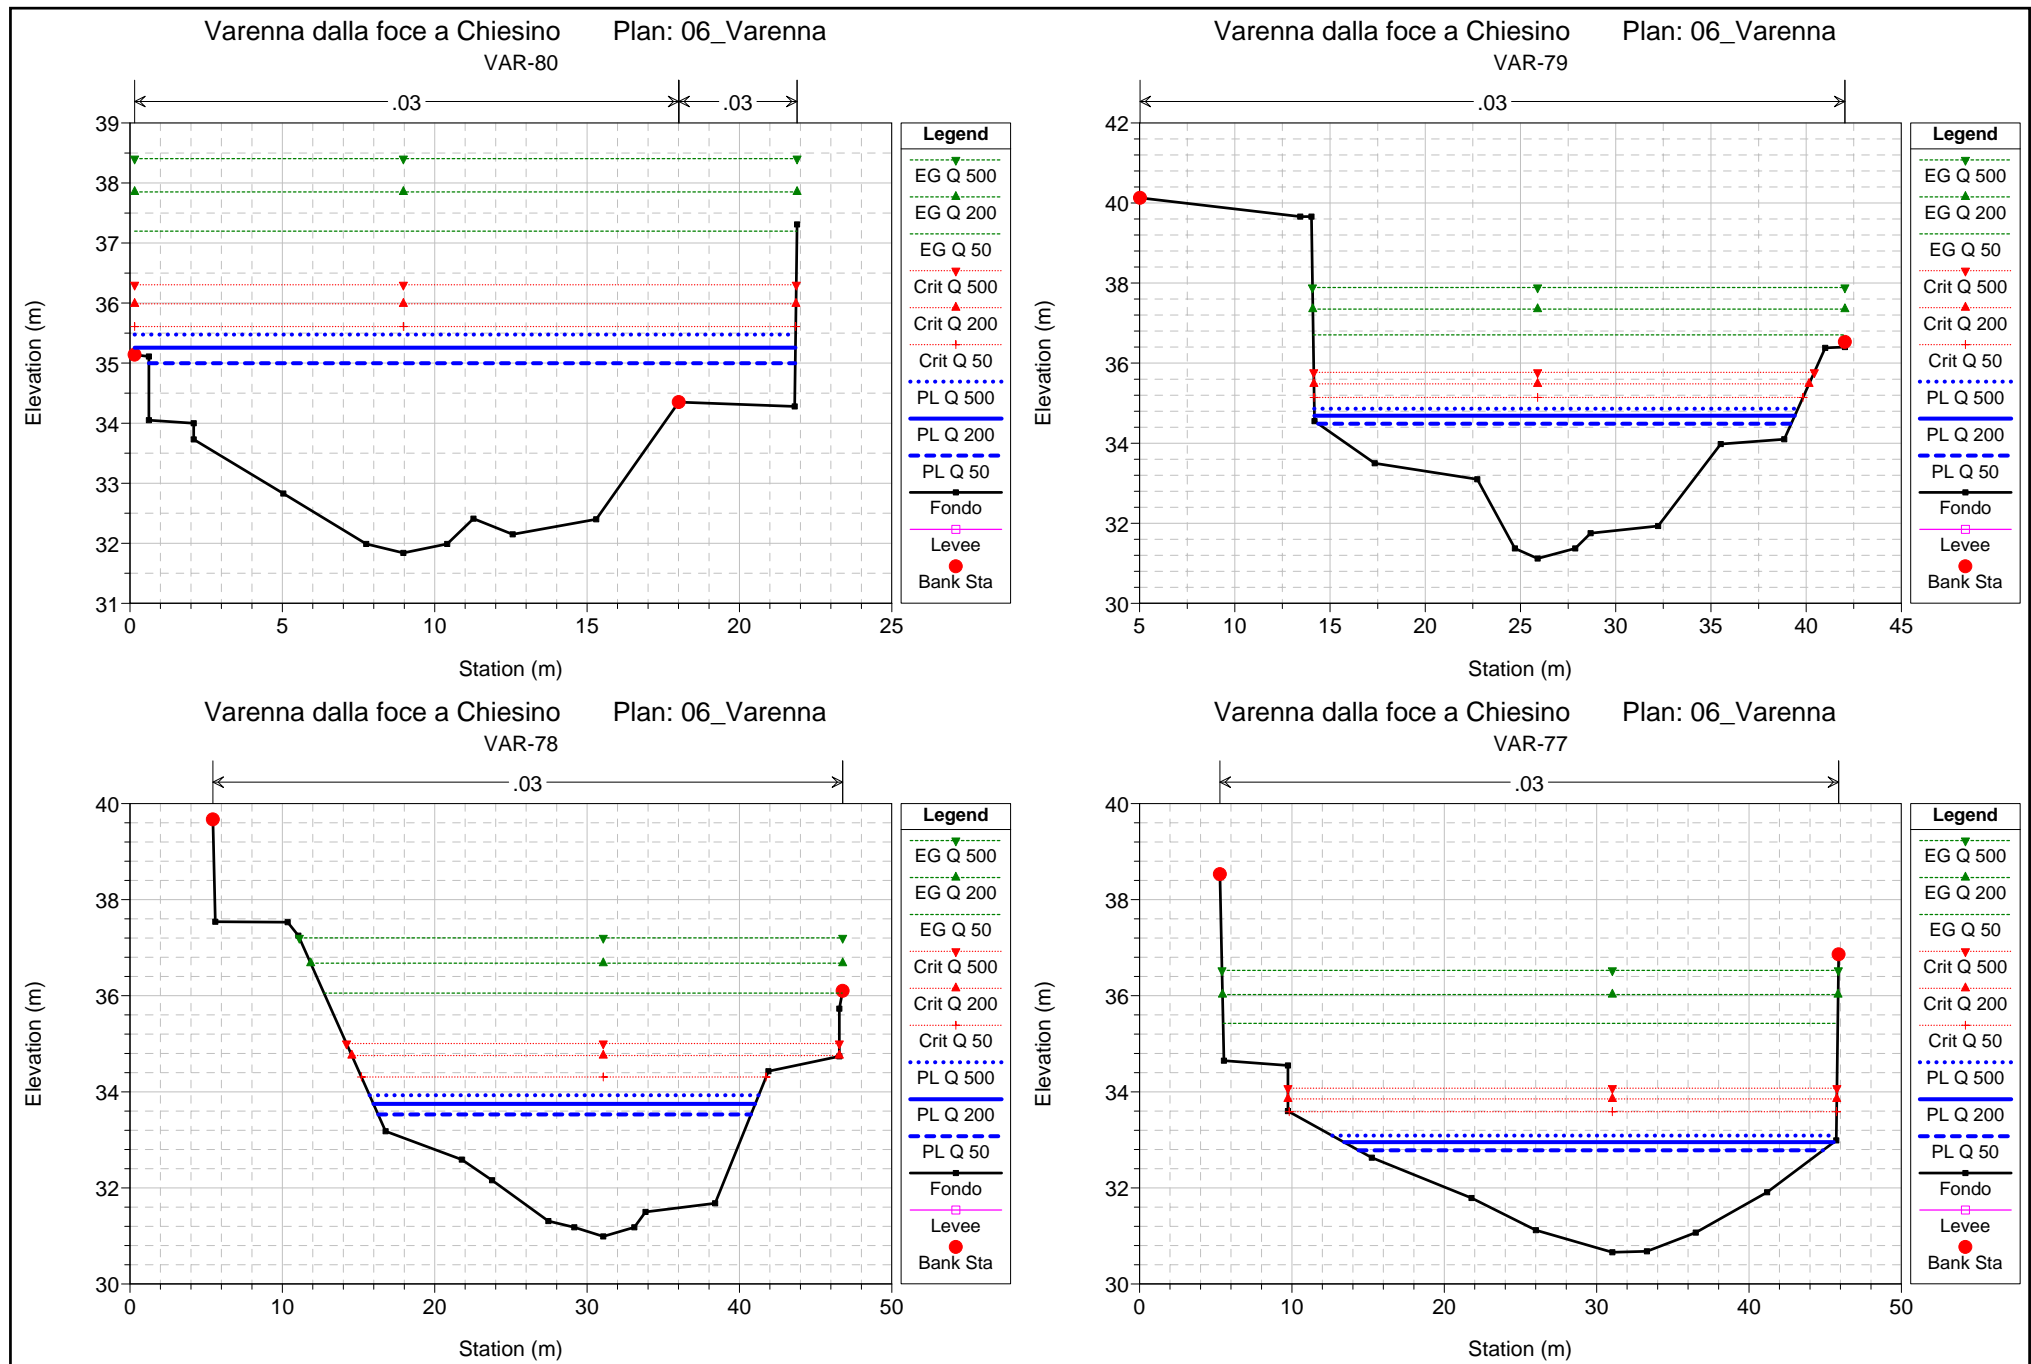 Varenna dalla foce a Chiesino Plan: 06_Varenna
VAR-80
.03 .03
39
38
37
36
35
34
33
32
31
0 5 10 15 20 25
Elevation (m)
Station (m)
Legend
EG Q 500
EG Q 200
EG Q 50
Crit Q 500
Crit Q 200
Crit Q 50
PL Q 500
PL Q 200
PL Q 50
Fondo
Levee
Bank Sta
Varenna dalla foce a Chiesino Plan: 06_Varenna
VAR-79
.03
42
40
38
36
34
32
30
5 10 15 20 25 30 35 40 45
Elevation (m)
Station (m)
Legend
EG Q 500
EG Q 200
EG Q 50
Crit Q 500
Crit Q 200
Crit Q 50
PL Q 500
PL Q 200
PL Q 50
Fondo
Levee
Bank Sta
Varenna dalla foce a Chiesino Plan: 06_Varenna
VAR-78
.03
40
38
36
34
32
30
0 10 20 30 40 50
Elevation (m)
Station (m)
Legend
EG Q 500
EG Q 200
EG Q 50
Crit Q 500
Crit Q 200
Crit Q 50
PL Q 500
PL Q 200
PL Q 50
Fondo
Levee
Bank Sta
Varenna dalla foce a Chiesino Plan: 06_Varenna
VAR-77
.03
40
38
36
34
32
30
0 10 20 30 40 50
Elevation (m)
Station (m)
Legend
EG Q 500
EG Q 200
EG Q 50
Crit Q 500
Crit Q 200
Crit Q 50
PL Q 500
PL Q 200
PL Q 50
Fondo
Levee
Bank Sta